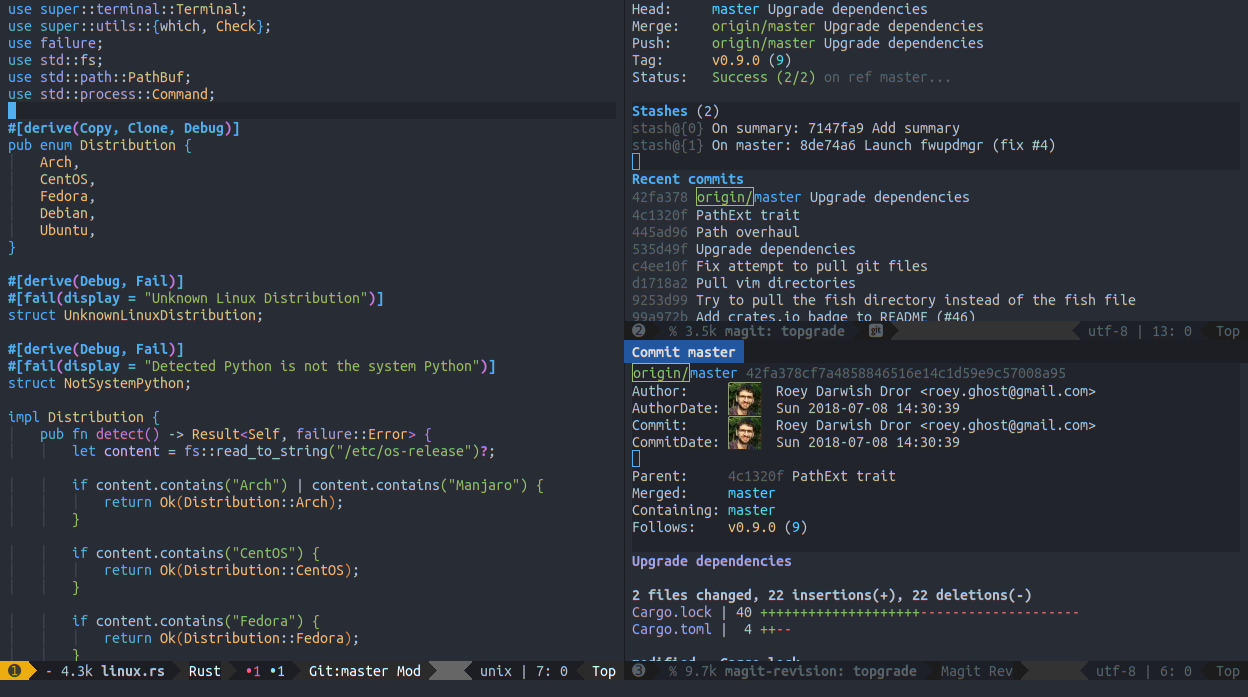 use super::terminal::Terminal;
use super::utils::{which, Check};
use failure;
use std::fs;
use std::path::PathBuf;
use std::process::Command;
#[derive(Copy, Clone, Debug)]
pub enum Distribution {
    Arch,
    CentOS,
    Fedora,
    Debian,
    Ubuntu,
}
#[derive(Debug, Fail)]
#[fail(display = "Unknown Linux Distribution")]
struct UnknownLinuxDistribution;
#[derive(Debug, Fail)]
#[fail(display = "Detected Python is not the system Python")]
struct NotSystemPython;
impl Distribution {
    pub fn detect() -> Result<Self, failure::Error> {
        let content = fs::read_to_string("/etc/os-release")?;
        if content.contains("Arch") | content.contains("Manjaro") {
            return Ok(Distribution::Arch);
        }
        if content.contains("CentOS") {
            return Ok(Distribution::CentOS);
        }
        if content.contains("Fedora") {
            return Ok(Distribution::Fedora);
        }
1 - 4.3k linux.rs Rust •1 •1 Git:master Mod unix | 7: 0 Top
Head: master Upgrade dependencies
Merge: origin/master Upgrade dependencies
Push: origin/master Upgrade dependencies
Tag: v0.9.0 (9)
Status: Success (2/2) on ref master...
Stashes (2)
stash@{0} On summary: 7147fa9 Add summary
stash@{1} On master: 8de74a6 Launch fwupdmgr (fix #4)
Recent commits
42fa378 origin/master Upgrade dependencies
4c1320f PathExt trait
445ad96 Path overhaul
535d49f Upgrade dependencies
c4ee10f Fix attempt to pull git files
d1718a2 Pull vim directories
9253d99 Try to pull the fish directory instead of the fish file
99a972b Add crates.io badge to README (#46)
2 % 3.5k magit: topgrade git utf-8 | 13: 0 Top
Commit master
origin/master 42fa378cf7a4858846516e14c1d59e9c57008a95
Author: Roey Darwish Dror <roey.ghost@gmail.com>
AuthorDate: Sun 2018-07-08 14:30:39
Commit: Roey Darwish Dror <roey.ghost@gmail.com>
CommitDate: Sun 2018-07-08 14:30:39
Parent: 4c1320f PathExt trait
Merged: master
Containing: master
Follows: v0.9.0 (9)
Upgrade dependencies
2 files changed, 22 insertions(+), 22 deletions(-)
Cargo.lock | 40 ++++++++++++++++++++--------------------
Cargo.toml |  4 ++--
modified   Cargo.lock
3 % 9.7k magit-revision: topgrade Magit Rev utf-8 | 6: 0 Top